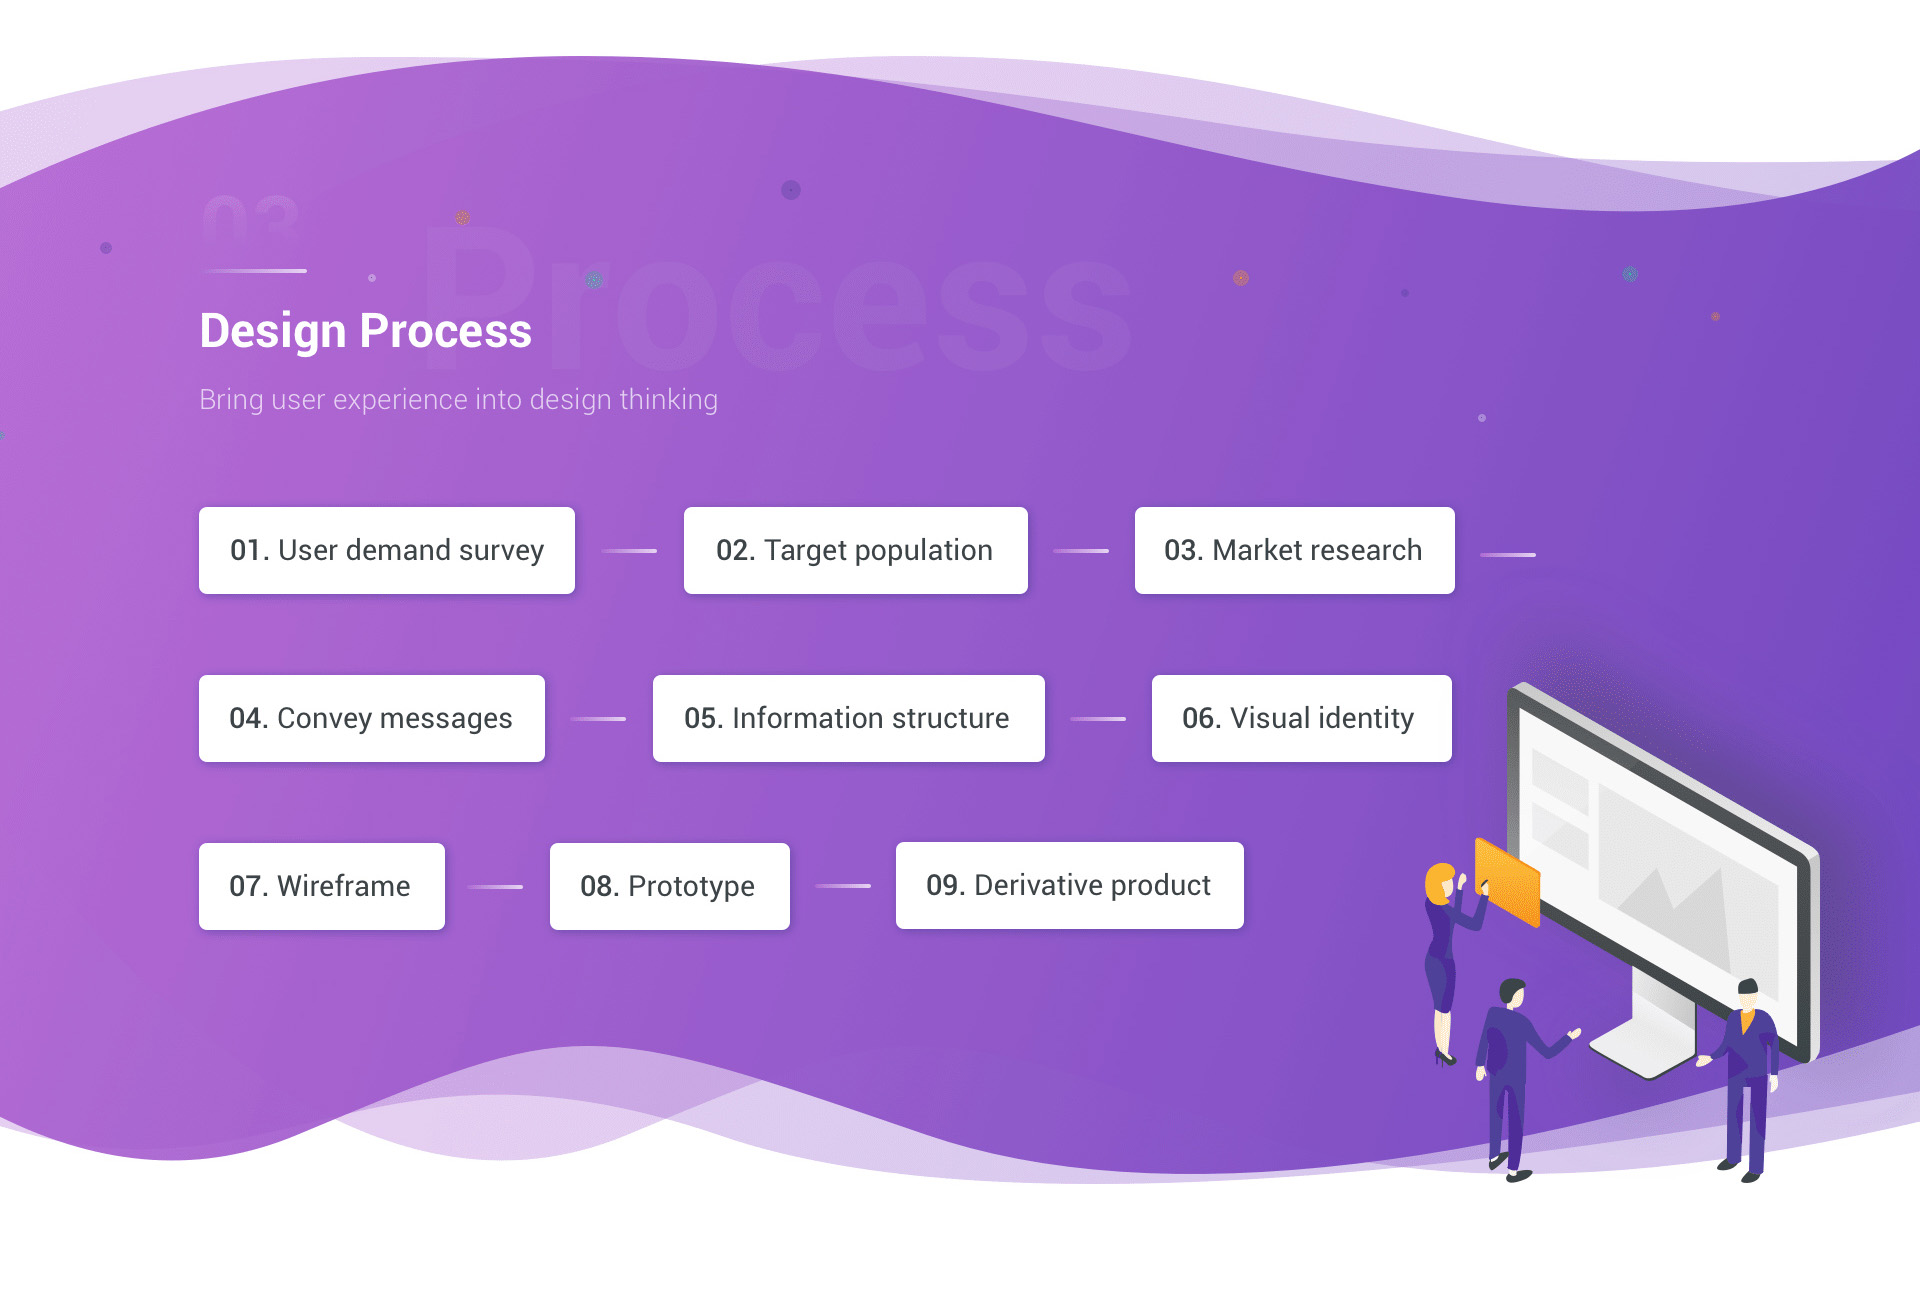 03
Process
Design Process
Bring user experience into design thinking
01. User demand survey
02. Target population
03. Market research
04. Convey messages
05. Information structure
06. Visual identity
07. Wireframe
08. Prototype
09. Derivative product